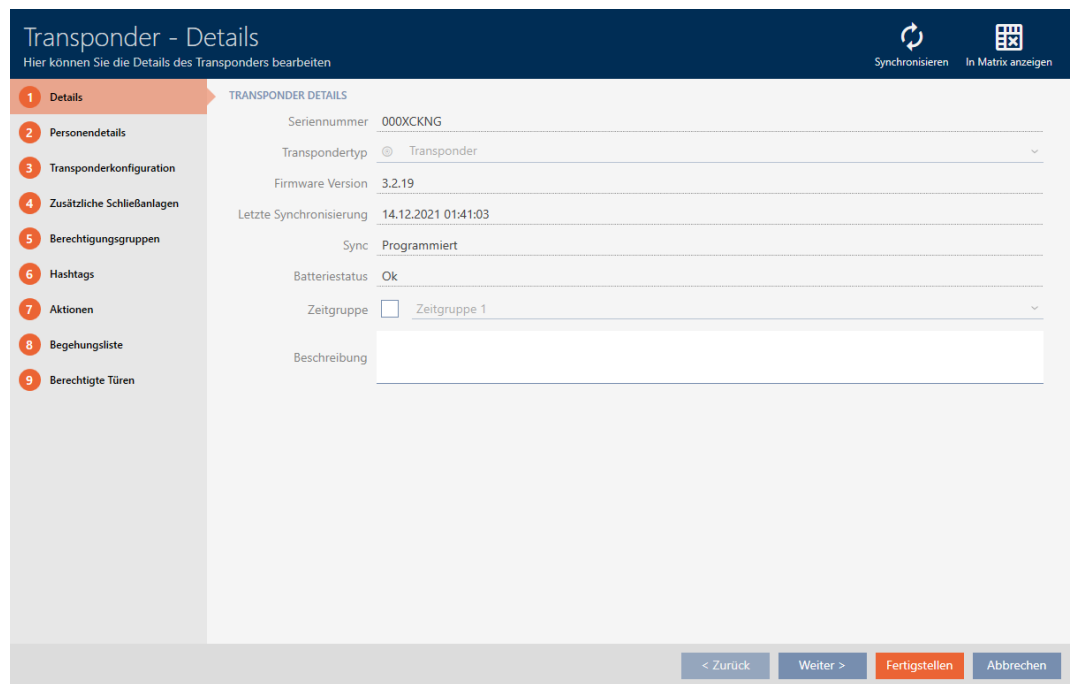 Transponder - Details
Hier können Sie die Details des Transponders bearbeiten
Synchronisieren
In Matrix anzeigen
1 Details
2 Personendetails
3 Transponderkonfiguration
4 Zusätzliche Schließanlagen
5 Berechtigungsgruppen
6 Hashtags
7 Aktionen
8 Begehungsliste
9 Berechtigte Türen
TRANSPONDER DETAILS
Seriennummer 000XCKNG
Transpondertyp Transponder
Firmware Version 3.2.19
Letzte Synchronisierung 14.12.2021 01:41:03
Sync Programmiert
Batteriestatus Ok
Zeitgruppe Zeitgruppe 1
Beschreibung
< Zurück
Weiter >
Fertigstellen
Abbrechen